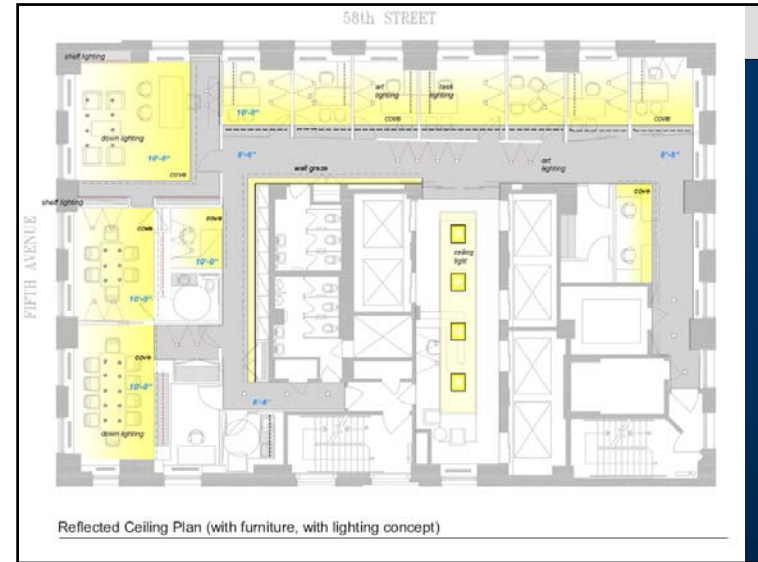 58th STREET
shelf lighting
art
lighting
task
lighting
down lighting
10'-0"
10'-0"
cove
cove
cove
8'-6"
8'-6"
wall graze
art
lighting
shelf lighting
cove
cove
cove
10'-0"
10'-0"
ceiling
light
FIFTH AVENUE
cove
10'-0"
8'-6"
down lighting
Reflected Ceiling Plan (with furniture, with lighting concept)